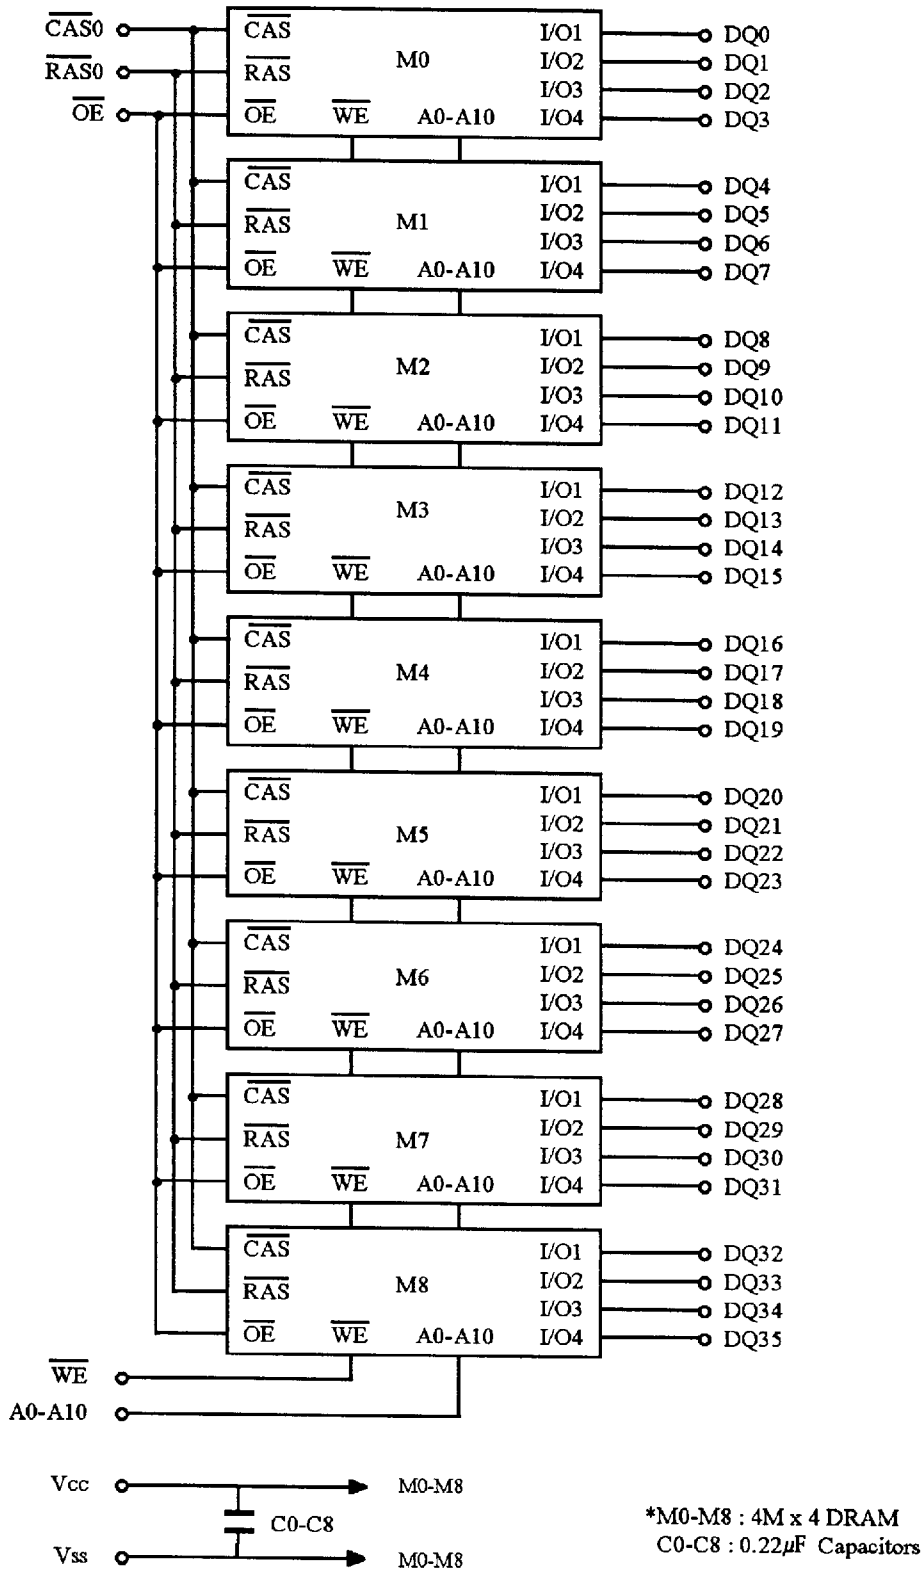 CAS0 CAS I/O1 DQ0
M0
RAS0 RAS I/O2 DQ1
I/O3 DQ2
OE OE WE A0-A10 I/O4 DQ3
CAS I/O1 DQ4
M1
RAS I/O2 DQ5
I/O3 DQ6
OE WE A0-A10 I/O4 DQ7
CAS I/O1 DQ8
M2 I/O2 DQ9
RAS
I/O3 DQ10
OE WE A0-A10 I/O4 DQ11
CAS I/O1 DQ12
M3
RAS I/O2 DQ13
I/O3 DQ14
OE WE A0-A10 I/O4 DQ15
CAS I/O1 DQ16
M4 I/O2 DQ17
RAS
I/O3 DQ18
OE WE A0-A10 I/O4 DQ19
CAS I/O1 DQ20
RAS M5 I/O2 DQ21
I/O3 DQ22
OE WE A0-A10 I/O4 DQ23
CAS I/O1 DQ24
M6 I/O2 DQ25
RAS
I/O3 DQ26
OE WE A0-A10 I/O4 DQ27
CAS I/O1 DQ28
RAS M7 I/O2 DQ29
I/O3 DQ30
OE WE A0-A10 I/O4 DQ31
CAS I/O1 DQ32
RAS M8 I/O2 DQ33
I/O3 DQ34
OE WE A0-A10 I/O4 DQ35
WE
A0-A10
Vcc M0-M8
C0-C8
Vss M0-M8
*M0-M8 : 4M x 4 DRAM
C0-C8 : 0.22µF Capacitors